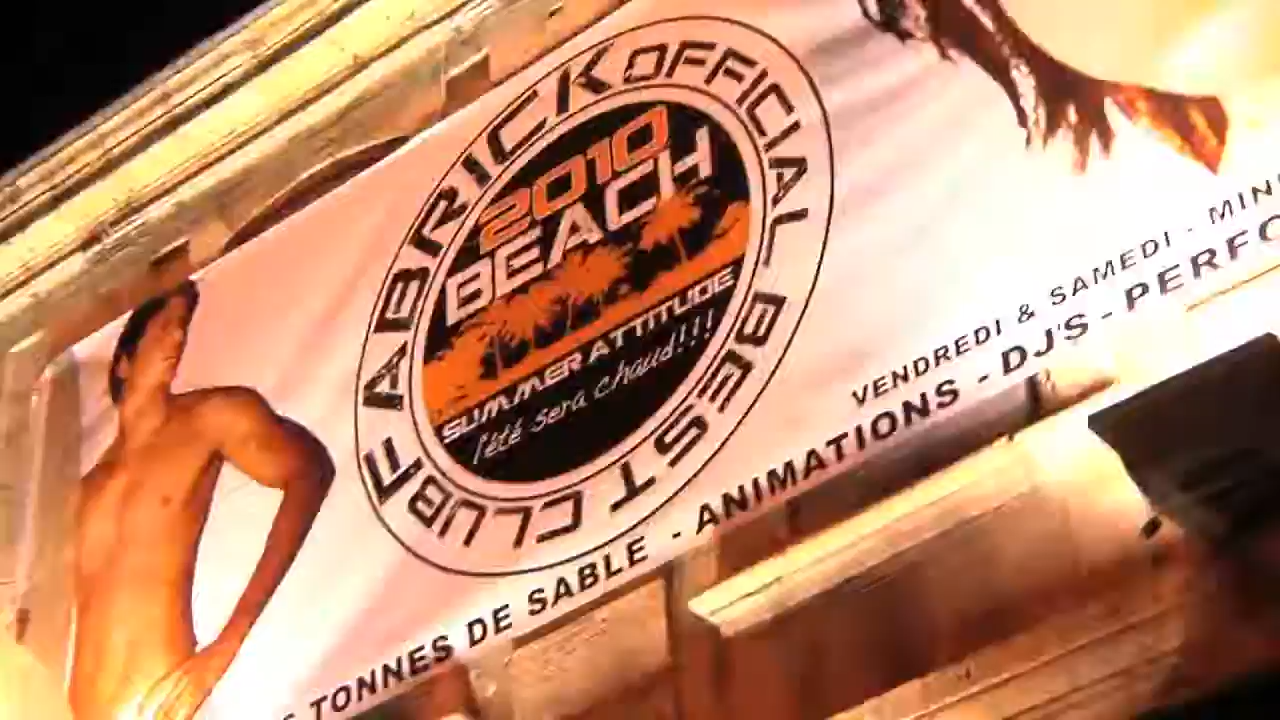 FABRICK OFFICIAL BEST CLUB
2010
BEACH
SUMMER ATTITUDE
l'été sera chaud!!!
VENDREDI & SAMEDI -
TONNES DE SABLE - ANIMATIONS - DJ'S -